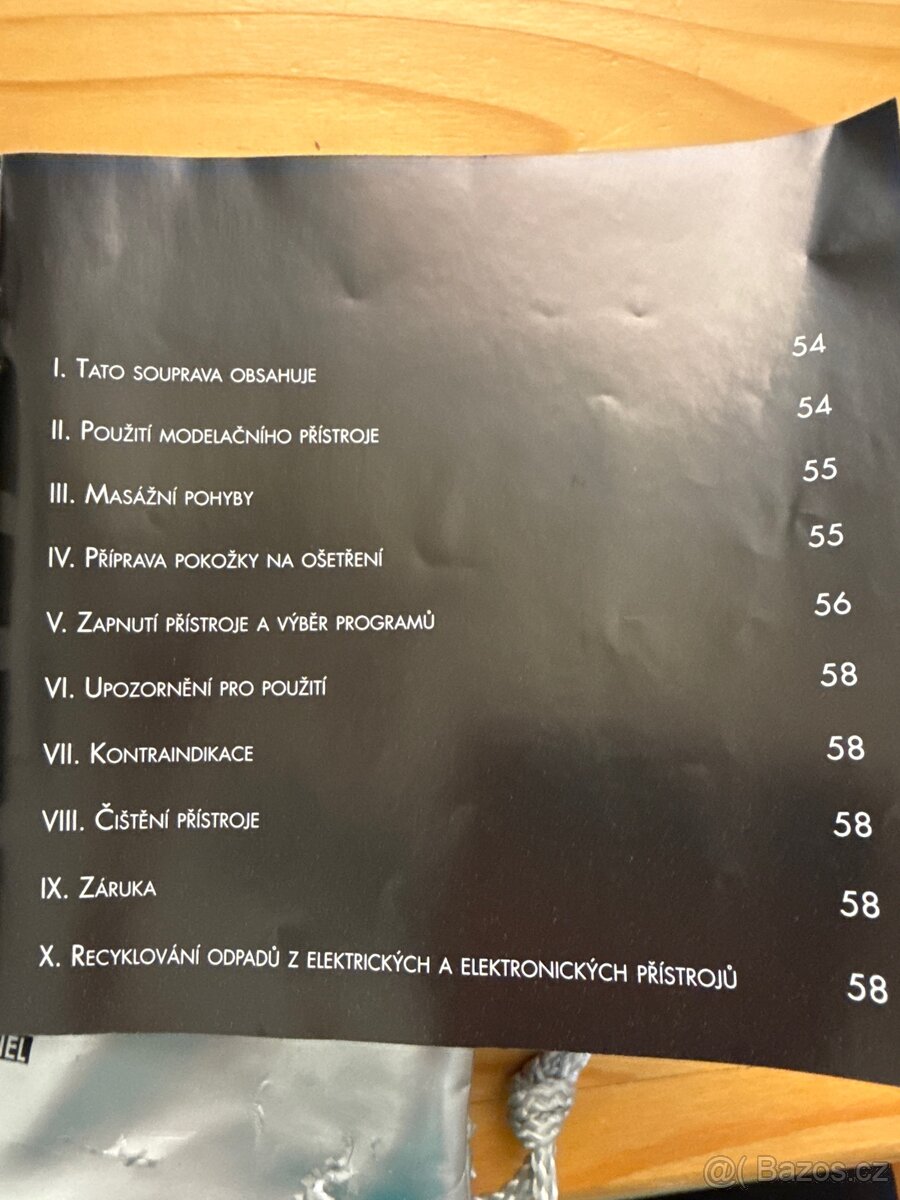 I. Tato souprava obsahuje 54
II. Použití modelačního přístroje 54
III. Masážní pohyby 55
IV. Příprava pokožky na ošetření 55
V. Zapnutí přístroje a výběr programů 56
VI. Upozornění pro použití 58
VII. Kontraindikace 58
VIII. Čištění přístroje 58
IX. Záruka 58
X. Recyklování odpadů z elektrických a elektronických přístrojů 58
@( Bazos.cz